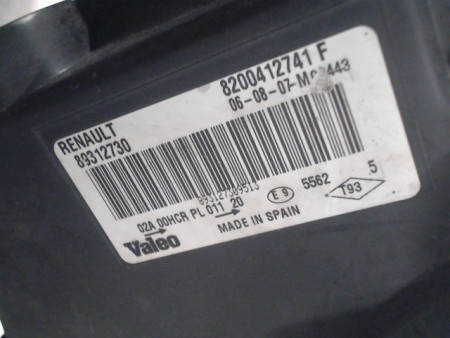 RENAULT 8200412741 F
89312730 06-08-07
02A 00HCR PL 011 20 E9 5562 T93 5
Valeo MADE IN SPAIN